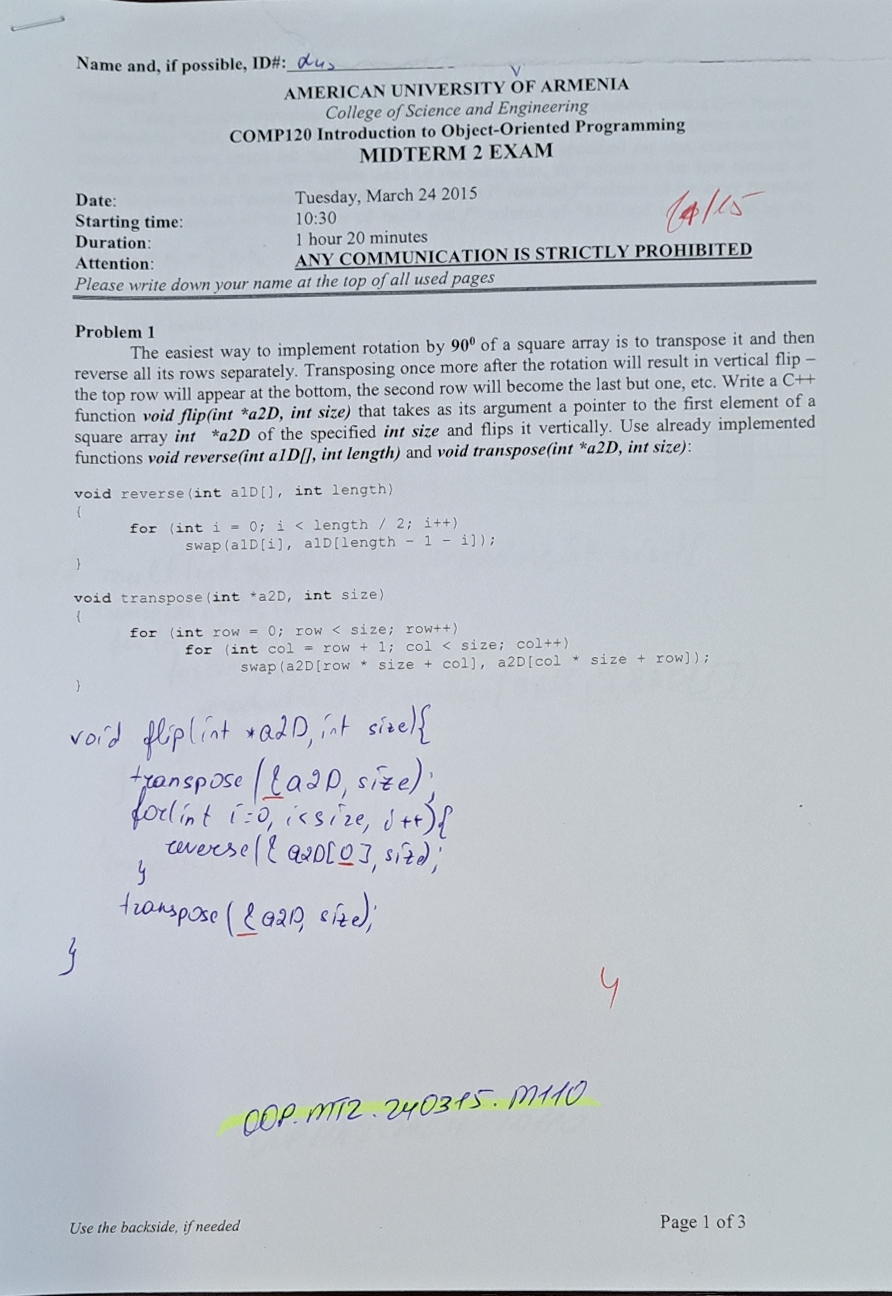 Name and, if possible, ID#:
AMERICAN UNIVERSITY OF ARMENIA
College of Science and Engineering
COMP120 Introduction to Object-Oriented Programming
MIDTERM 2 EXAM
Date: Tuesday, March 24 2015
Starting time: 10:30
Duration: 1 hour 20 minutes
Attention: ANY COMMUNICATION IS STRICTLY PROHIBITED
Please write down your name at the top of all used pages
Problem 1
The easiest way to implement rotation by 90⁰ of a square array is to transpose it and then
reverse all its rows separately. Transposing once more after the rotation will result in vertical flip –
the top row will appear at the bottom, the second row will become the last but one, etc. Write a C++
function void flip(int *a2D, int size) that takes as its argument a pointer to the first element of a
square array int *a2D of the specified int size and flips it vertically. Use already implemented
functions void reverse(int a1D[], int length) and void transpose(int *a2D, int size):
void reverse(int a1D[], int length)
{
for (int i = 0; i < length / 2; i++)
swap(a1D[i], a1D[length - 1 - i]);
}
void transpose(int *a2D, int size)
{
for (int row = 0; row < size; row++)
for (int col = row + 1; col < size; col++)
swap(a2D[row * size + col], a2D[col * size + row]);
}
void flip(int *a2D, int size){
transpose(&a2D, size);
for(int i=0, i<size, i++){
reverse(& a2D[0], size);
}
transpose(&a2D, size);
}
4
OOP.MT2.240315.M110
Use the backside, if needed
Page 1 of 3